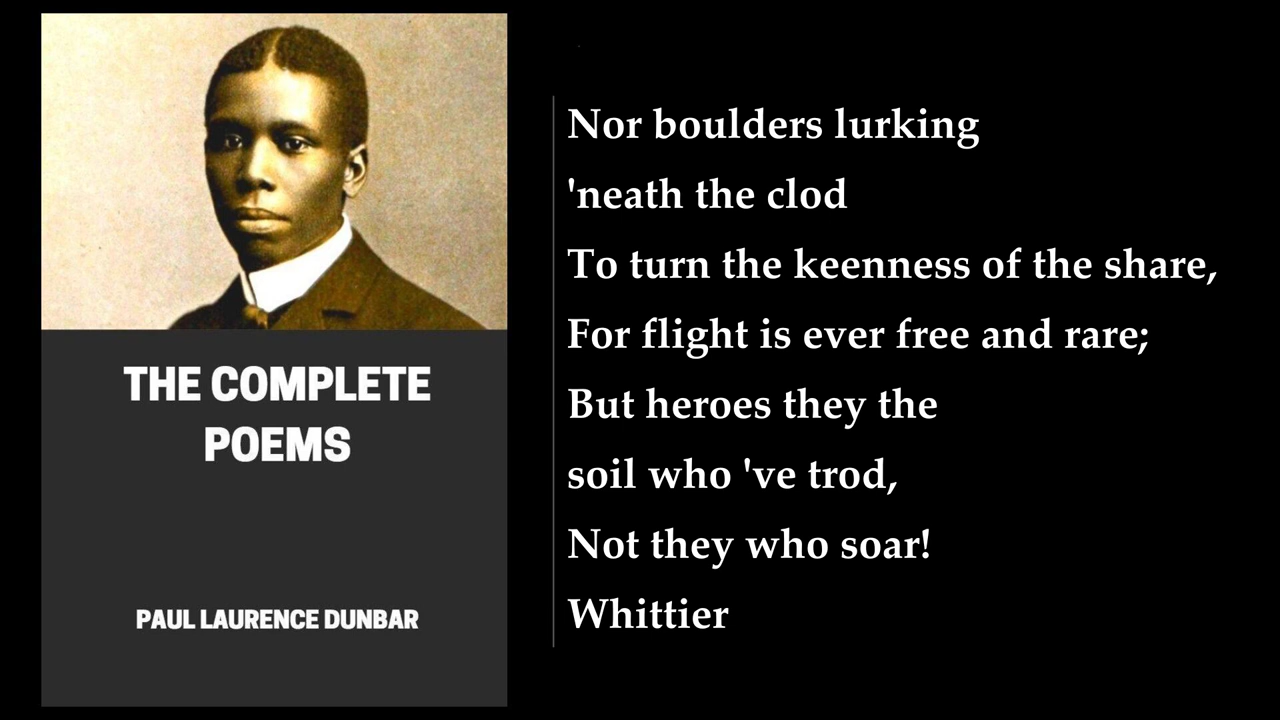 THE COMPLETE
POEMS
PAUL LAURENCE DUNBAR
Nor boulders lurking
'neath the clod
To turn the keenness of the share,
For flight is ever free and rare;
But heroes they the
soil who 've trod,
Not they who soar!
Whittier